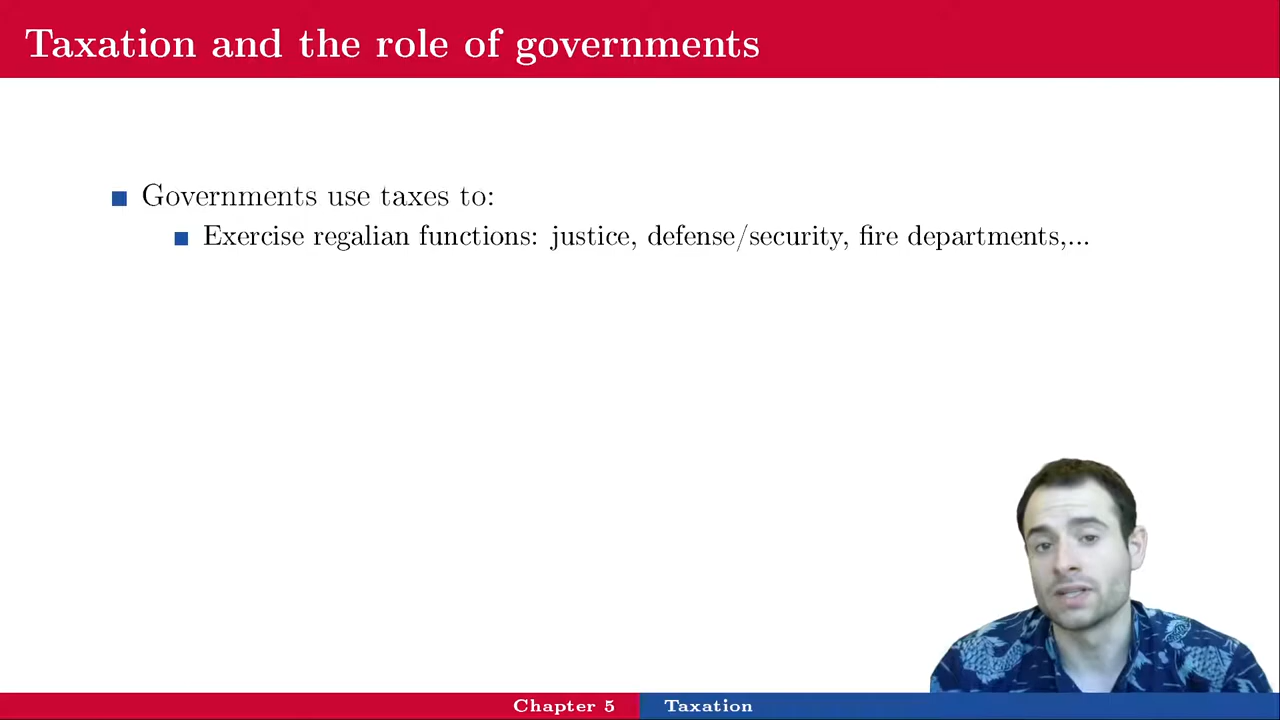 Taxation and the role of governments
Governments use taxes to:
Exercise regalian functions: justice, defense/security, fire departments,...
Chapter 5
Taxation